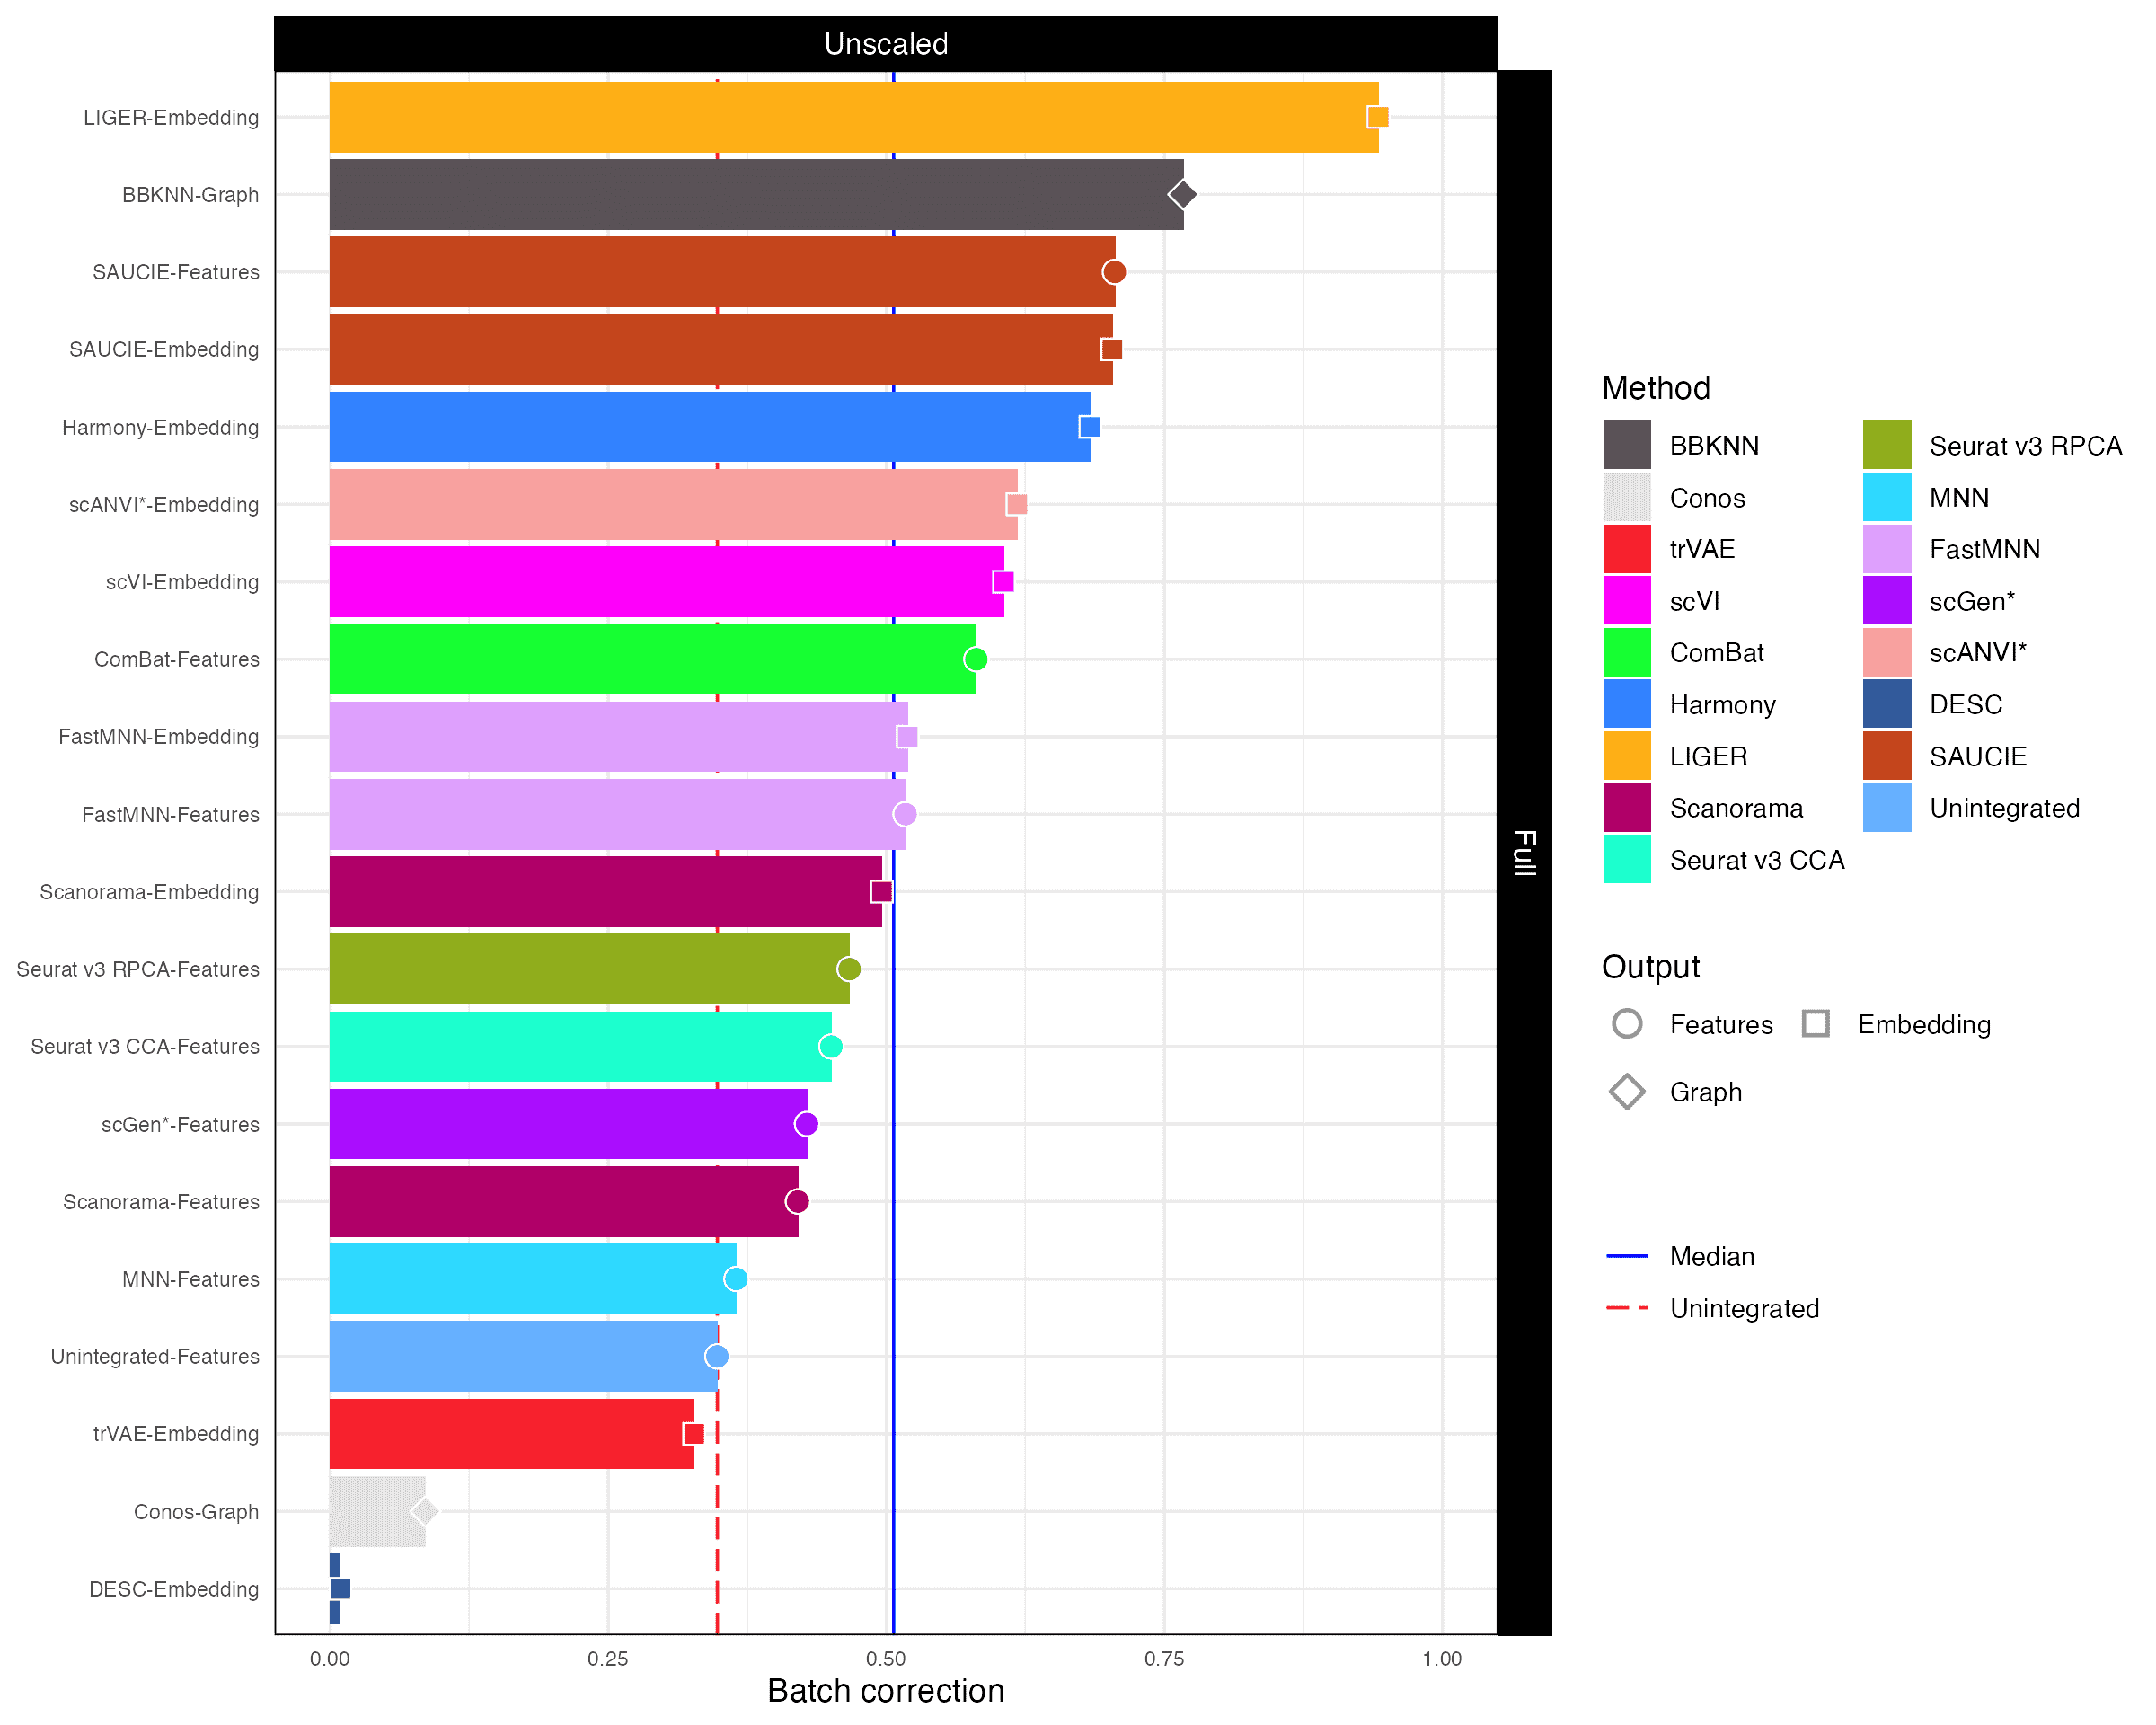 Unscaled
LIGER-Embedding
BBKNN-Graph
SAUCIE-Features
SAUCIE-Embedding
Harmony-Embedding
scANVI*-Embedding
scVI-Embedding
ComBat-Features
FastMNN-Embedding
FastMNN-Features
Scanorama-Embedding
Seurat v3 RPCA-Features
Seurat v3 CCA-Features
scGen*-Features
Scanorama-Features
MNN-Features
Unintegrated-Features
trVAE-Embedding
Conos-Graph
DESC-Embedding
0.00 0.25 0.50 0.75 1.00
Batch correction
Full
Method
BBKNN
Conos
trVAE
scVI
ComBat
Harmony
LIGER
Scanorama
Seurat v3 CCA
Seurat v3 RPCA
MNN
FastMNN
scGen*
scANVI*
DESC
SAUCIE
Unintegrated
Output
Features Embedding
Graph
Median
Unintegrated